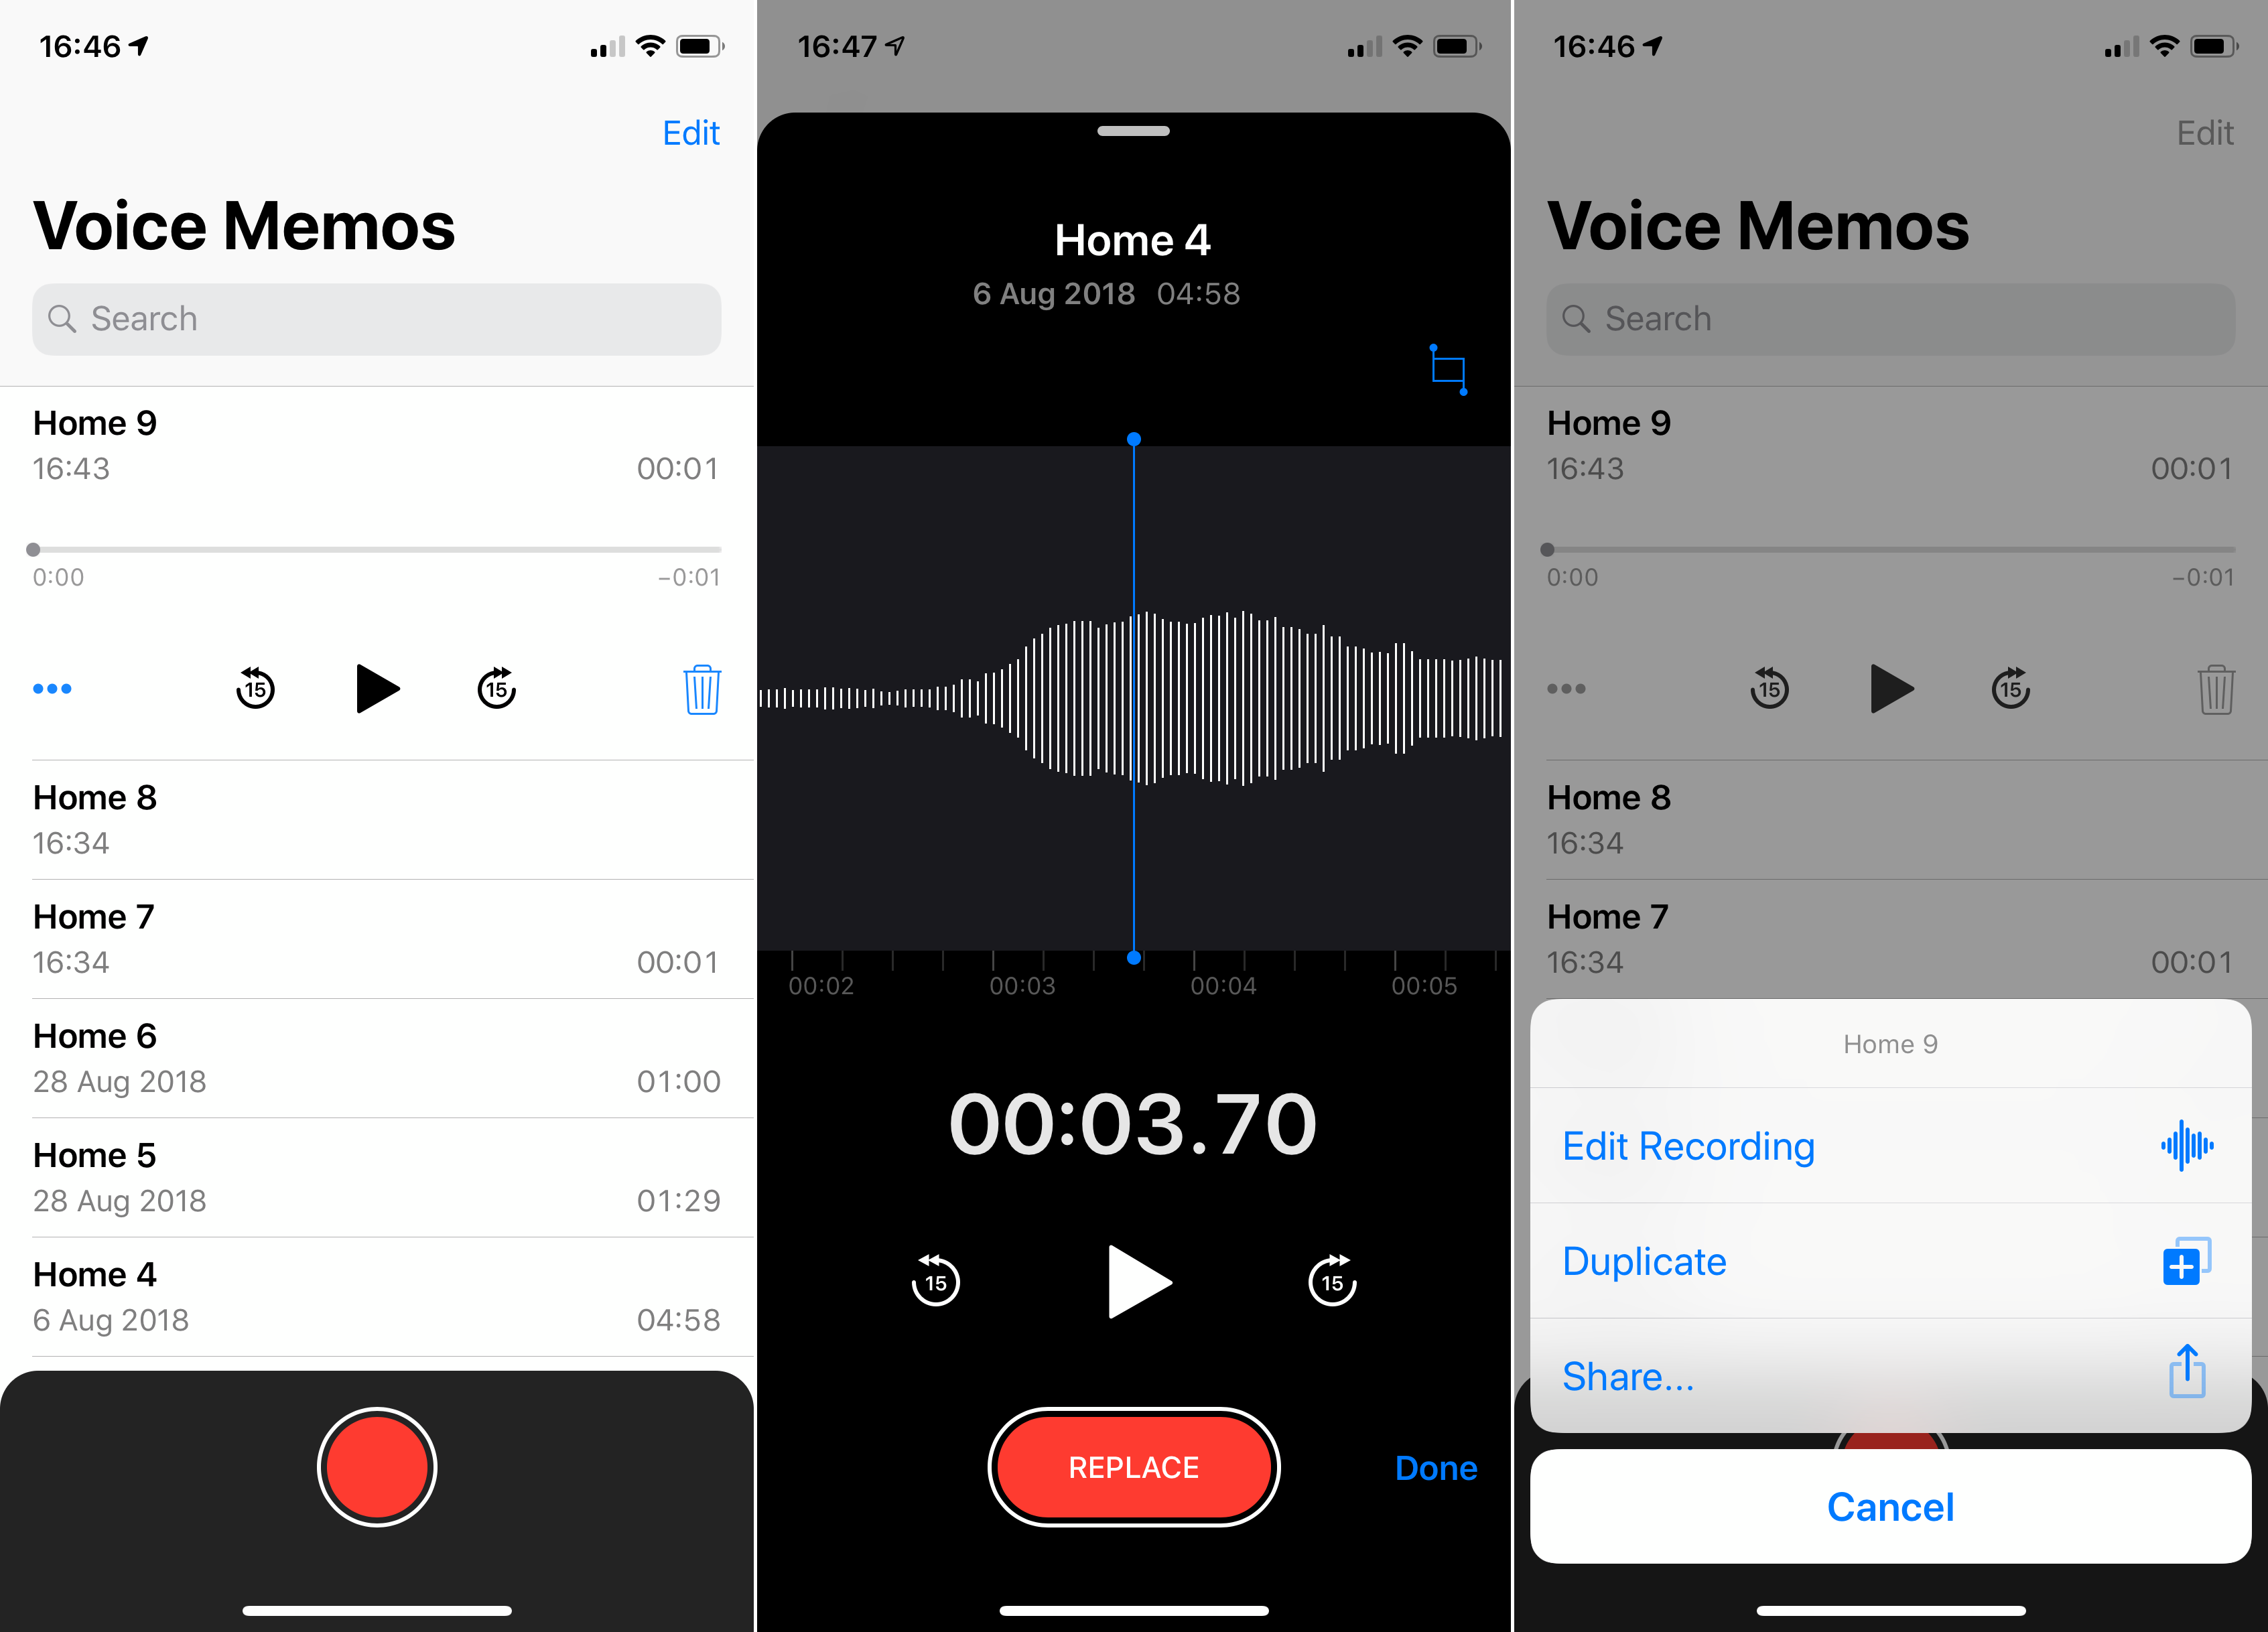 16:46
Edit
Voice Memos
Search
Home 9
16:43 00:01
0:00 −0:01
15 15
Home 8
16:34
Home 7
16:34 00:01
Home 6
28 Aug 2018 01:00
Home 5
28 Aug 2018 01:29
Home 4
6 Aug 2018 04:58
16:47
Home 4
6 Aug 2018 04:58
00:02 00:03 00:04 00:05
00:03.70
15 15
REPLACE Done
16:46
Edit
Voice Memos
Search
Home 9
16:43 00:01
0:00 −0:01
15 15
Home 8
16:34
Home 7
16:34 00:01
Home 9
Edit Recording
Duplicate
Share...
Cancel